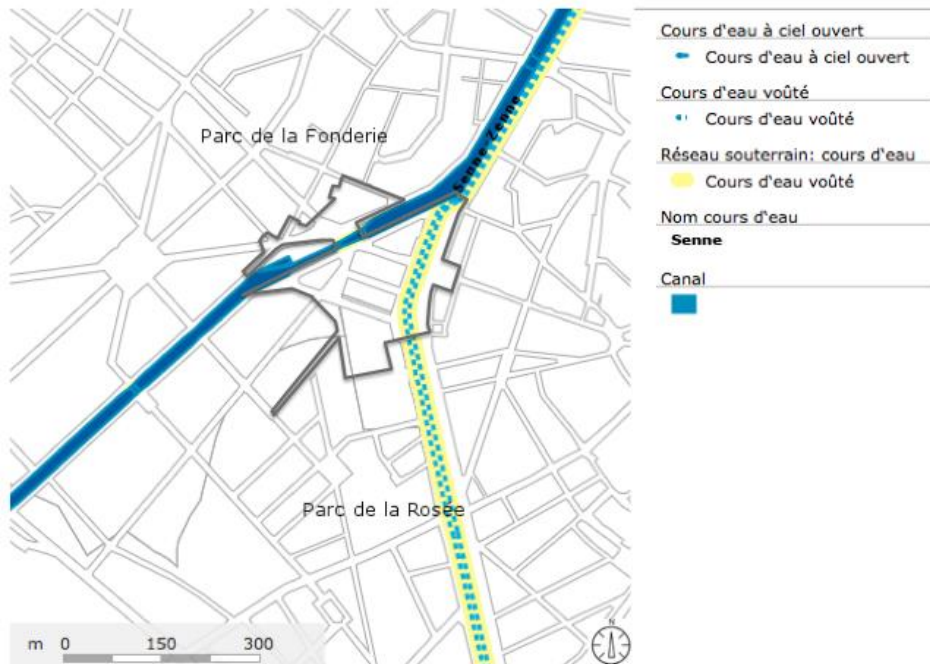 Parc de la Fonderie
Senne-Zenne
Parc de la Rosée
m 0 150 300
N
Cours d'eau à ciel ouvert
Cours d'eau à ciel ouvert
Cours d'eau voûté
Cours d'eau voûté
Réseau souterrain: cours d'eau
Cours d'eau voûté
Nom cours d'eau
Senne
Canal